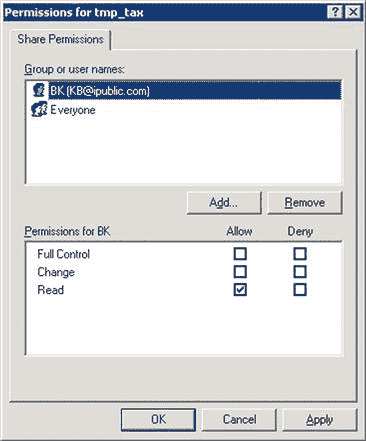 Permissions for tmp_tax
Share Permissions
Group or user names:
BK (KB@ipublic.com)
Everyone
Add... Remove
Permissions for BK Allow Deny
Full Control
Change
Read
OK Cancel Apply